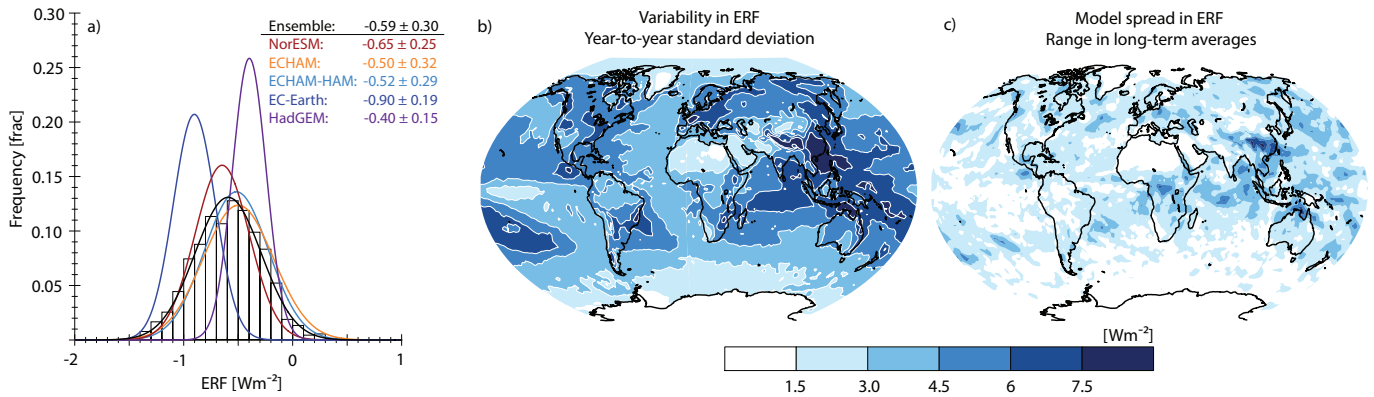 a)
Ensemble: -0.59 ± 0.30
NorESM: -0.65 ± 0.25
ECHAM: -0.50 ± 0.32
ECHAM-HAM: -0.52 ± 0.29
EC-Earth: -0.90 ± 0.19
HadGEM: -0.40 ± 0.15
Frequency [frac]
0.30
0.25
0.20
0.15
0.10
0.05
-2 -1 0 1
ERF [Wm⁻²]
b)
Variability in ERF
Year-to-year standard deviation
c)
Model spread in ERF
Range in long-term averages
[Wm⁻²]
1.5 3.0 4.5 6 7.5